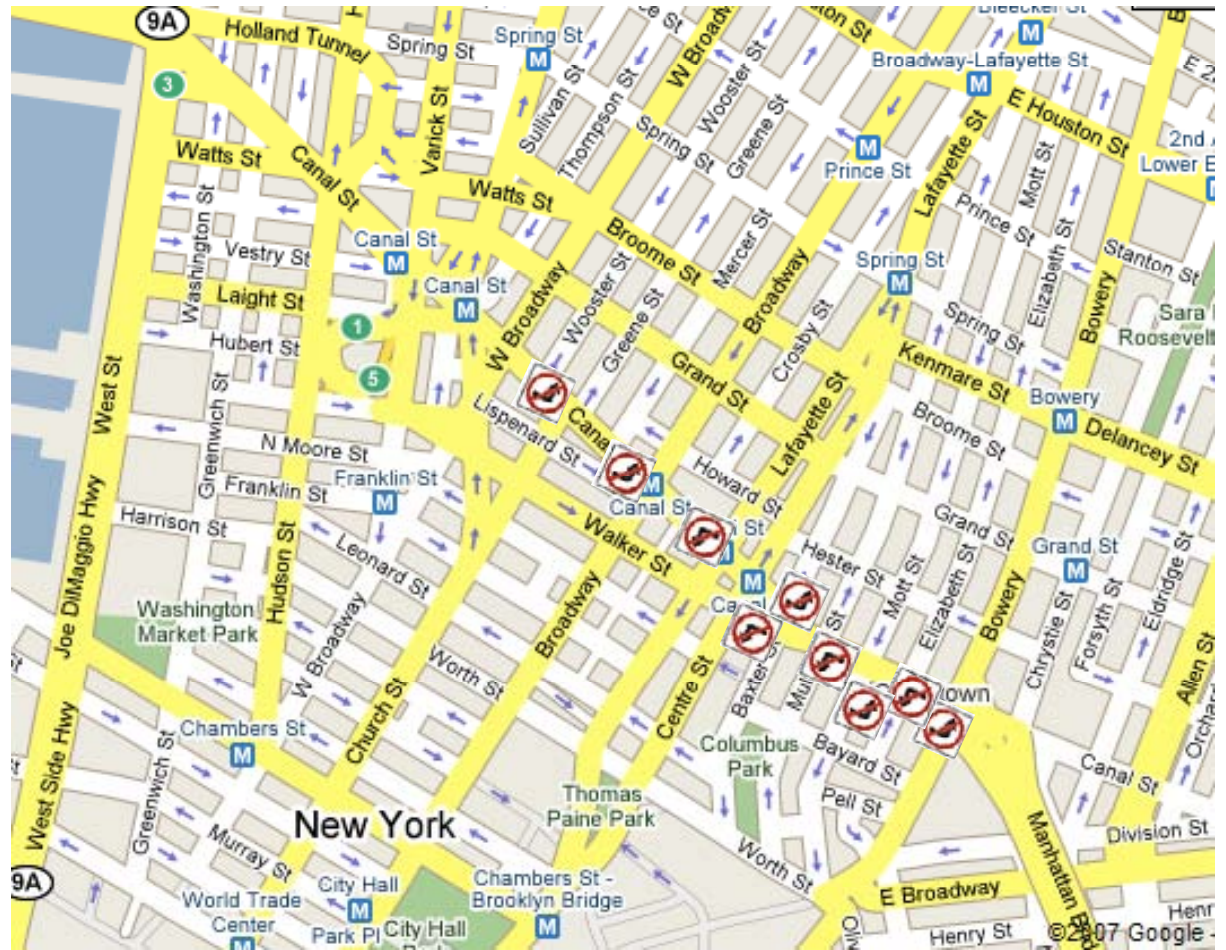 9A
Holland Tunnel
Spring St
Spring St
W Broadway
Wooster St
Bleecker St
Broadway-Lafayette St
E Houston St
3
Varick St
Sullivan St
Thompson St
Spring St
Greene St
Prince St
Lafayette St
Mott St
Watts St
Canal St
Watts St
Broome St
Mercer St
Prince St
Elizabeth St
Stanton St
Washington St
Vestry St
Canal St
Canal St
W Broadway
Wooster St
Broadway
Spring St
Bowery
Laight St
1
Hubert St
Greene St
Crosby St
Spring St
Elizabeth St
5
Grand St
Kenmare St
Bowery
Delancey St
West St
Greenwich St
Lispenard St
Lafayette St
Broome St
N Moore St
Franklin St
Franklin St
Howard St
Canal St
Harrison St
Leonard St
Walker St
Hester St
Grand St
Grand St
Hudson St
Mott St
Elizabeth St
Bowery
Chrystie St
Forsyth St
Eldridge St
Allen St
Joe DiMaggio Hwy
Washington
Market Park
W Broadway
Broadway
Worth St
Centre St
Baxter St
Church St
Columbus
Park
Bayard St
Pell St
Canal St
Chambers St
West Side Hwy
Greenwich St
Murray St
New York
Thomas
Paine Park
Worth St
Division St
9A
World Trade
Center
City Hall
City Hall
Chambers St -
Brooklyn Bridge
E Broadway
Henry St
©2007 Google -